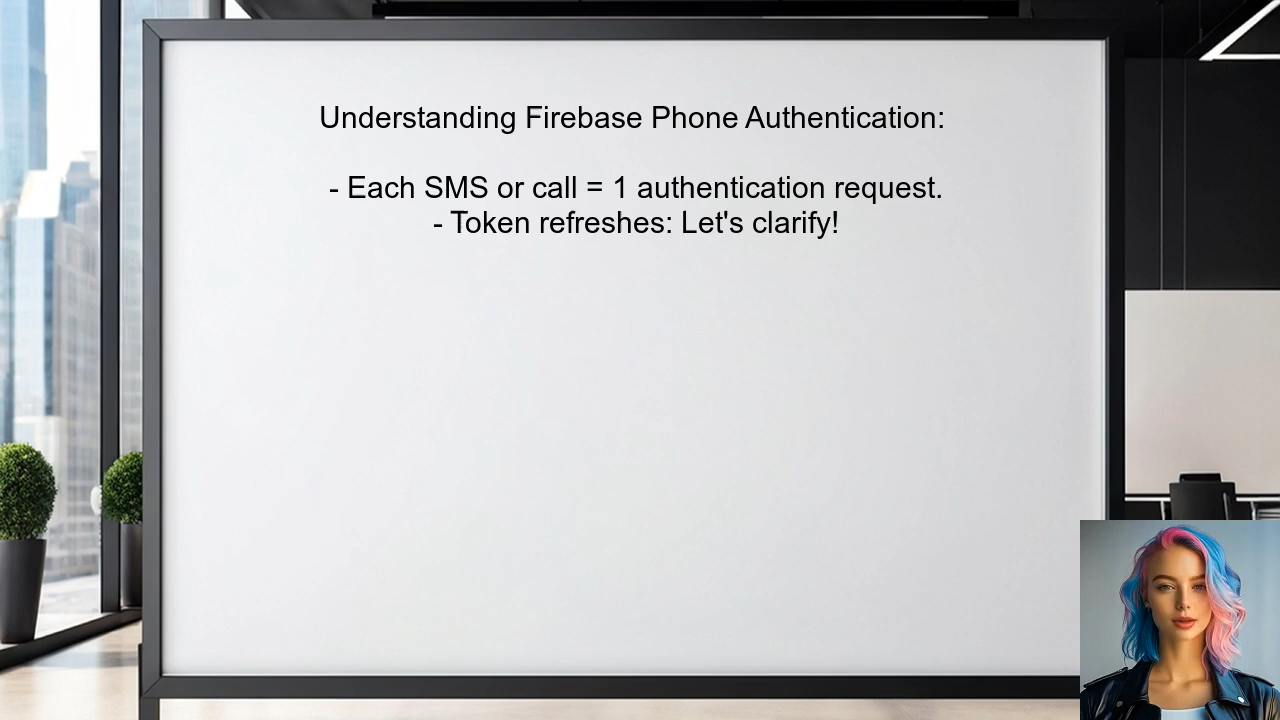 Understanding Firebase Phone Authentication:
- Each SMS or call = 1 authentication request.
- Token refreshes: Let's clarify!